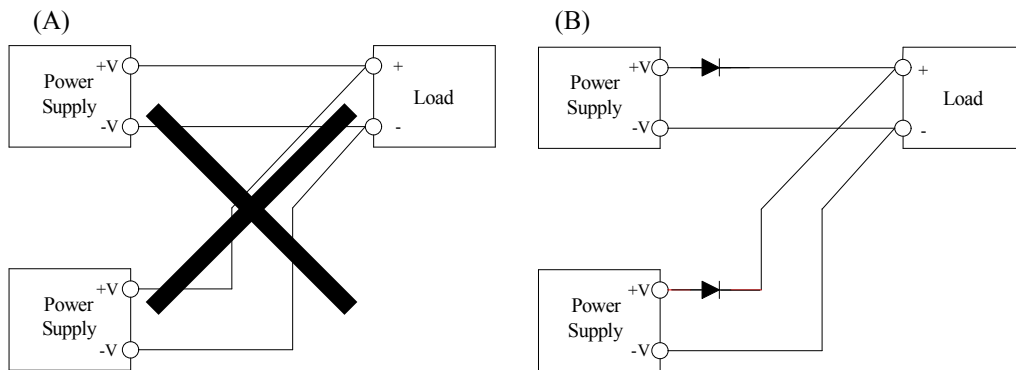 (A)
+V
Power
Supply
-V
+
Load
-
+V
Power
Supply
-V
(B)
+V
Power
Supply
-V
+
Load
-
+V
Power
Supply
-V